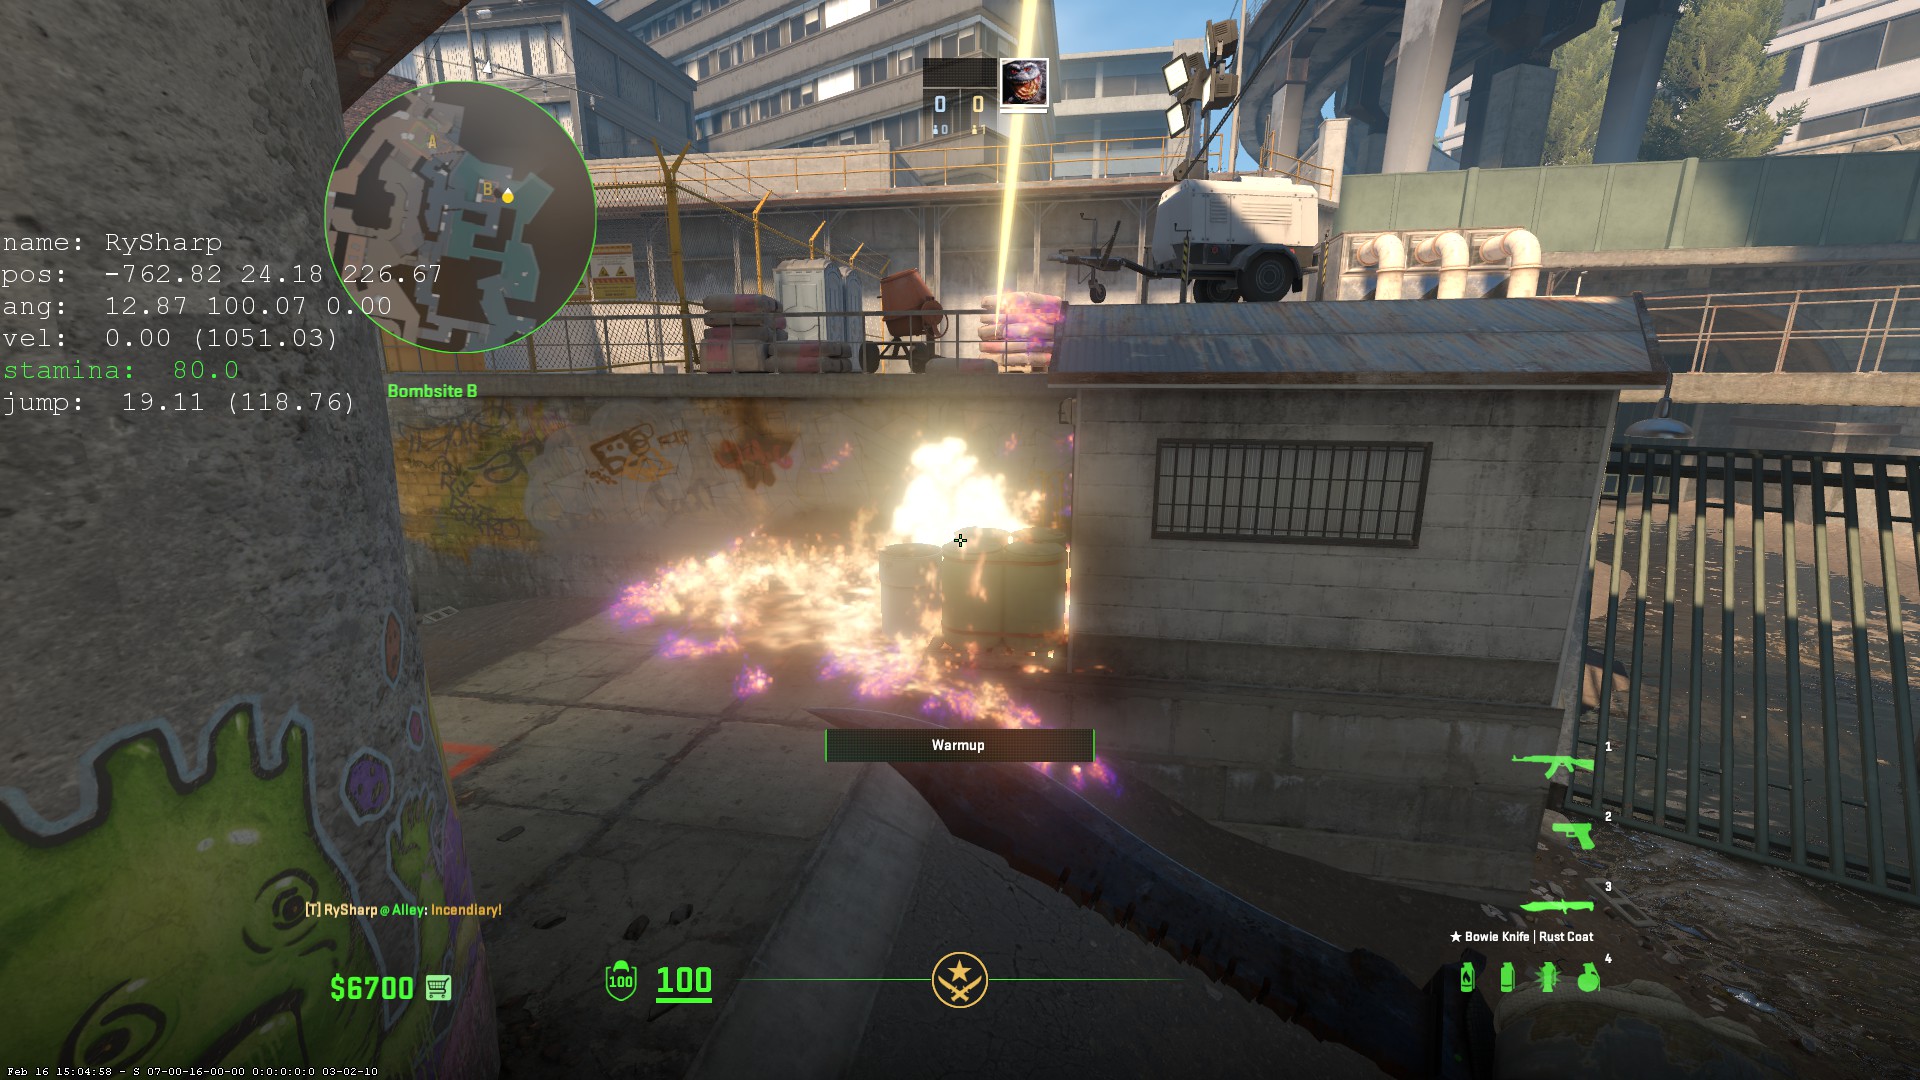 0 0
0 1
A
B
name: RySharp
pos: -762.82 24.18 226.67
ang: 12.87 100.07 0.00
vel: 0.00 (1051.03)
stamina: 80.0
jump: 19.11 (118.76)
Bombsite B
Warmup
1
2
3
★ Bowie Knife | Rust Coat
4
[T] RySharp @ Alley: Incendiary!
$6700
100
100
Feb 16 15:04:58 - S 07-00-16-00-00 0:0:0:0:0 03-02-10